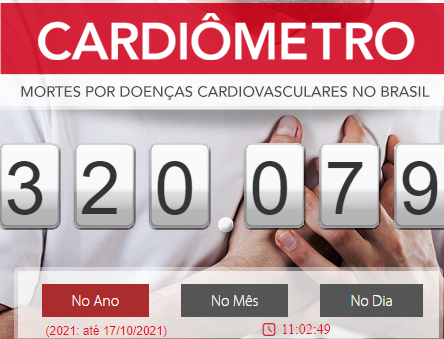 CARDIÔMETRO
MORTES POR DOENÇAS CARDIOVASCULARES NO BRASIL
320.079
No Ano No Mês No Dia
(2021: até 17/10/2021) 11:02:49